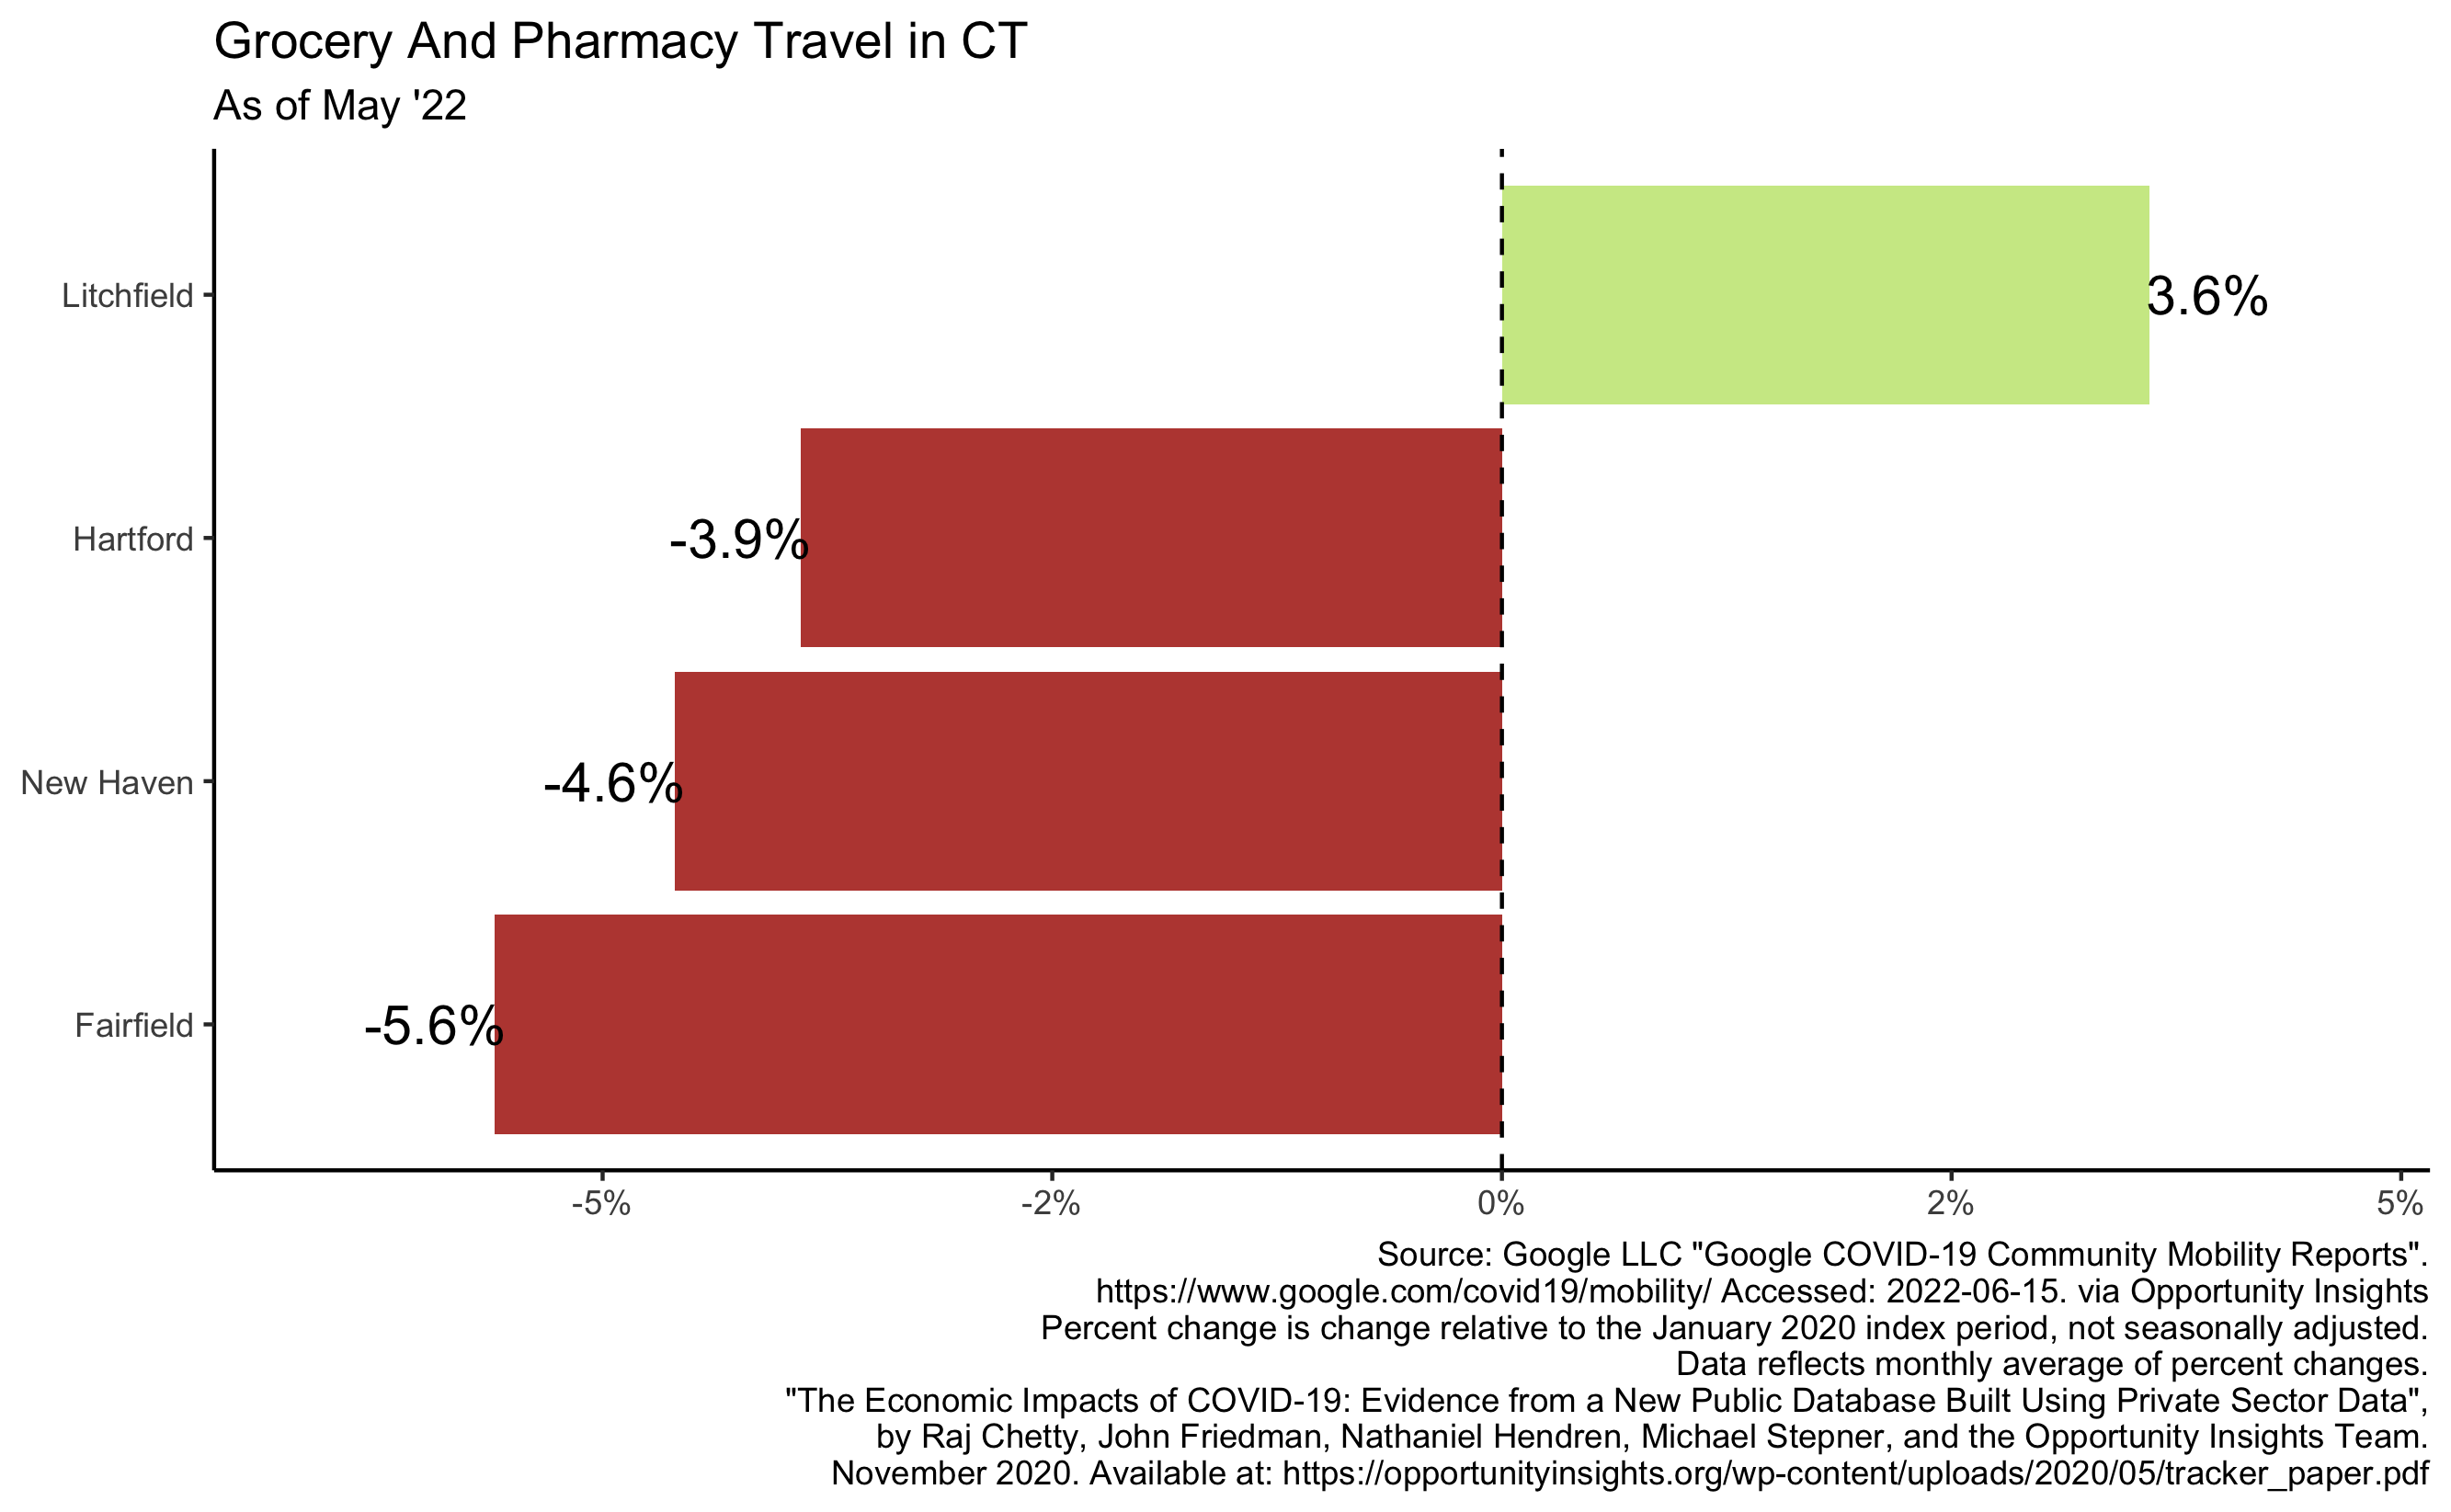 Grocery And Pharmacy Travel in CT
As of May '22
Litchfield
3.6%
Hartford
-3.9%
New Haven
-4.6%
Fairfield
-5.6%
-5%
-2%
0%
2%
5%
Source: Google LLC "Google COVID-19 Community Mobility Reports".
https://www.google.com/covid19/mobility/ Accessed: 2022-06-15. via Opportunity Insights
Percent change is change relative to the January 2020 index period, not seasonally adjusted.
Data reflects monthly average of percent changes.
"The Economic Impacts of COVID-19: Evidence from a New Public Database Built Using Private Sector Data",
by Raj Chetty, John Friedman, Nathaniel Hendren, Michael Stepner, and the Opportunity Insights Team.
November 2020. Available at: https://opportunityinsights.org/wp-content/uploads/2020/05/tracker_paper.pdf